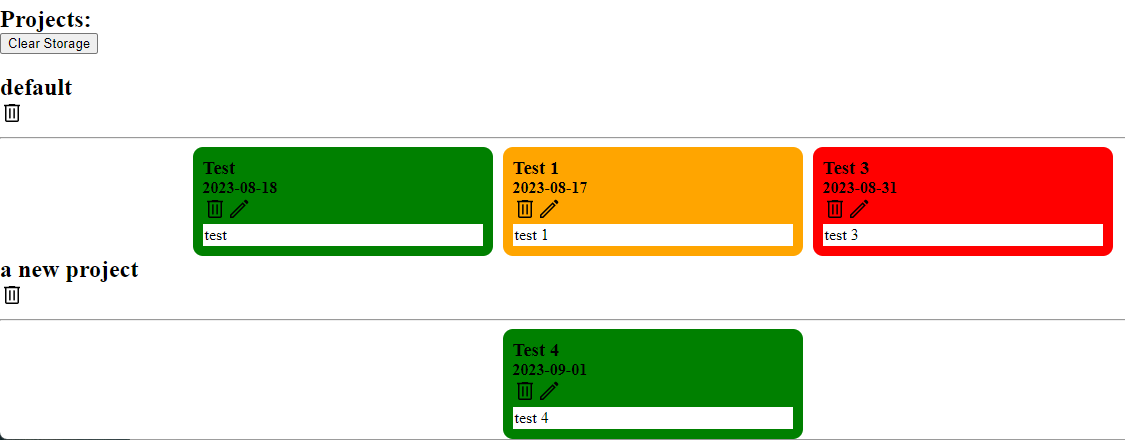 Projects:
Clear Storage
default
Test
2023-08-18
test
Test 1
2023-08-17
test 1
Test 3
2023-08-31
test 3
a new project
Test 4
2023-09-01
test 4